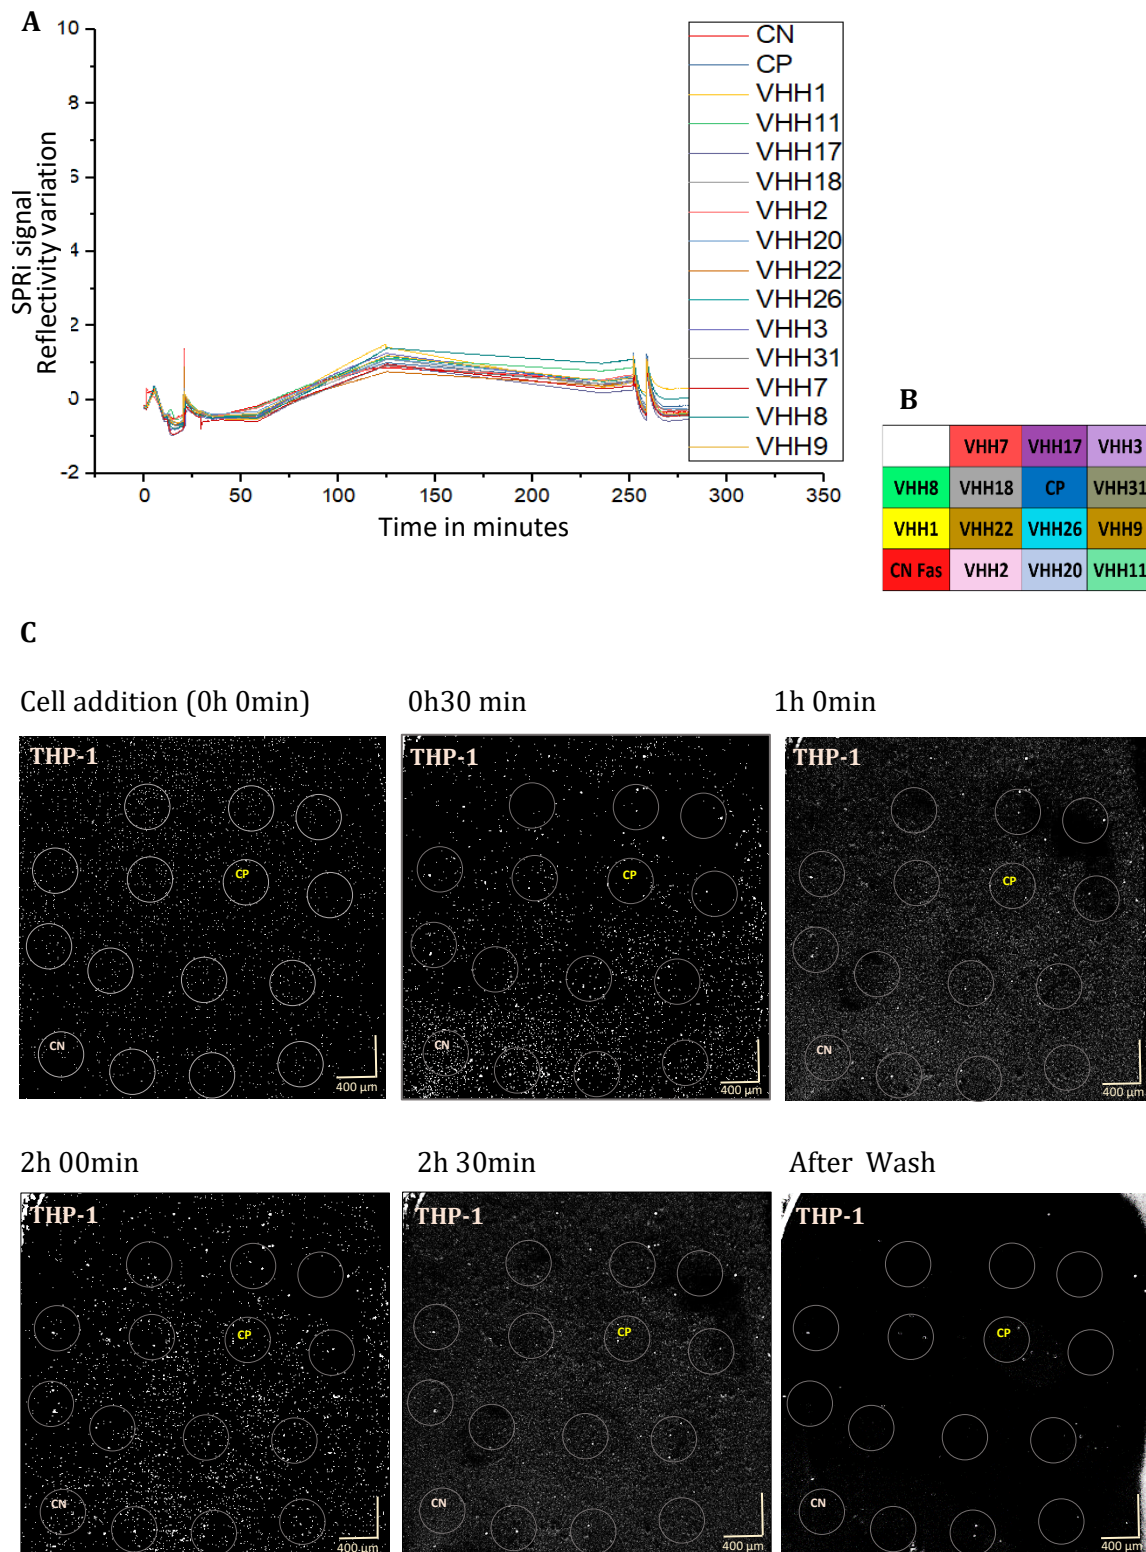 A
10
8
6
4
2
0
-2
SPRi signal
Reflectivity variation
0
50
100
150
200
250
300
350
Time in minutes
CN
CP
VHH1
VHH11
VHH17
VHH18
VHH2
VHH20
VHH22
VHH26
VHH3
VHH31
VHH7
VHH8
VHH9
B
VHH7 VHH17 VHH3
VHH8 VHH18 CP VHH31
VHH1 VHH22 VHH26 VHH9
CN Fas VHH2 VHH20 VHH11
C
Cell addition (0h 0min)
THP-1
CP
CN
400 µm
0h30 min
THP-1
CP
CN
400 µm
1h 0min
THP-1
CP
CN
400 µm
2h 00min
THP-1
CP
CN
400 µm
2h 30min
THP-1
CP
CN
400 µm
After Wash
THP-1
CP
CN
400 µm